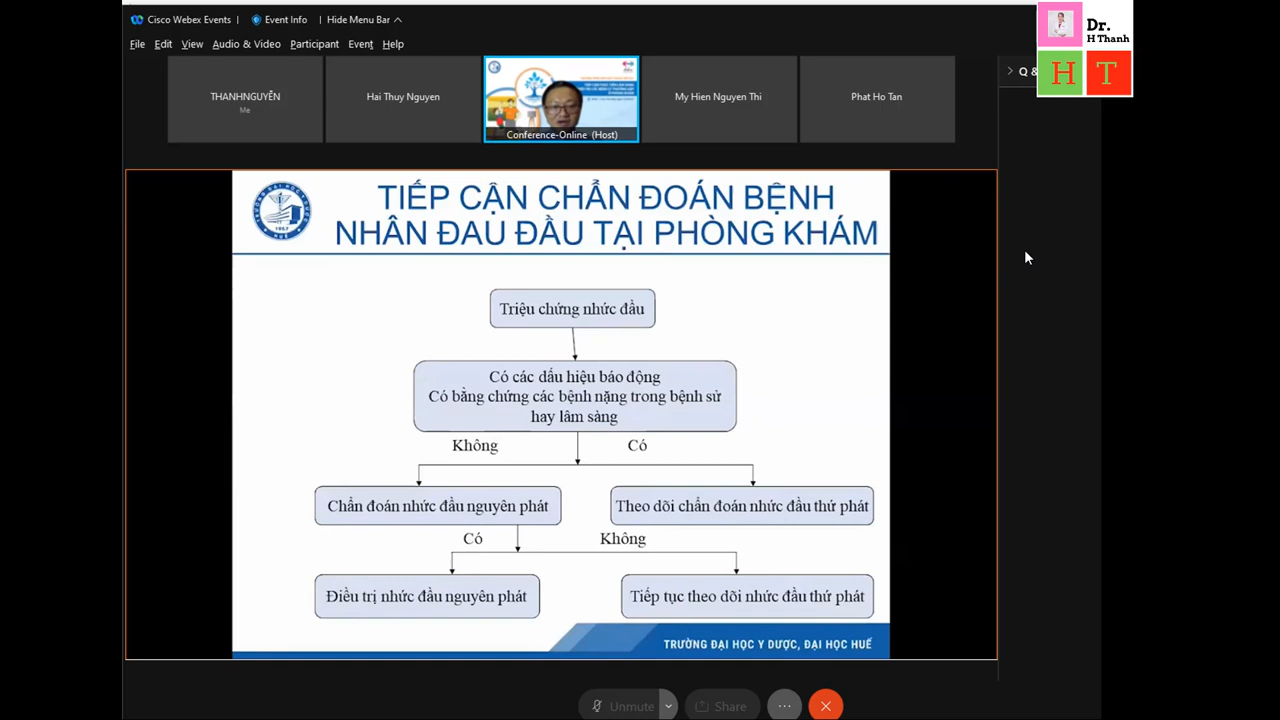 Cisco Webex Events
Event Info
Hide Menu Bar
File Edit View Audio & Video Participant Event Help
Dr.
H Thanh
H T
Q &
THANHNGUYỄN
Me
Hai Thuy Nguyen
Conference-Online (Host)
My Hien Nguyen Thi
Phat Ho Tan
1957
HUẾ
TIẾP CẬN CHẨN ĐOÁN BỆNH
NHÂN ĐAU ĐẦU TẠI PHÒNG KHÁM
Triệu chứng nhức đầu
Có các dấu hiệu báo động
Có bằng chứng các bệnh nặng trong bệnh sử
hay lâm sàng
Không
Có
Chẩn đoán nhức đầu nguyên phát
Theo dõi chẩn đoán nhức đầu thứ phát
Có
Không
Điều trị nhức đầu nguyên phát
Tiếp tục theo dõi nhức đầu thứ phát
TRƯỜNG ĐẠI HỌC Y DƯỢC, ĐẠI HỌC HUẾ
Unmute
Share